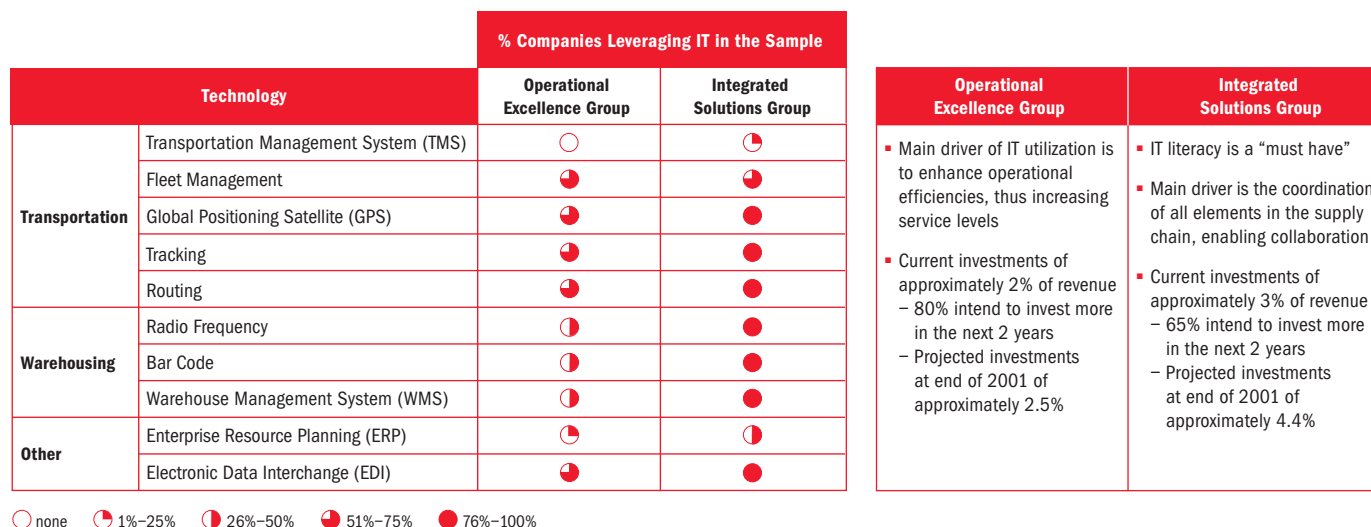 % Companies Leveraging IT in the Sample
Technology
Operational
Excellence Group
Integrated
Solutions Group
Transportation
Transportation Management System (TMS)
Fleet Management
Global Positioning Satellite (GPS)
Tracking
Routing
Warehousing
Radio Frequency
Bar Code
Warehouse Management System (WMS)
Other
Enterprise Resource Planning (ERP)
Electronic Data Interchange (EDI)
none 1%–25% 26%–50% 51%–75% 76%–100%
Operational
Excellence Group
▪ Main driver of IT utilization is
to enhance operational
efficiencies, thus increasing
service levels
▪ Current investments of
approximately 2% of revenue
– 80% intend to invest more
in the next 2 years
– Projected investments
at end of 2001 of
approximately 2.5%
Integrated
Solutions Group
▪ IT literacy is a “must have”
▪ Main driver is the coordination
of all elements in the supply
chain, enabling collaboration
▪ Current investments of
approximately 3% of revenue
– 65% intend to invest more
in the next 2 years
– Projected investments
at end of 2001 of
approximately 4.4%